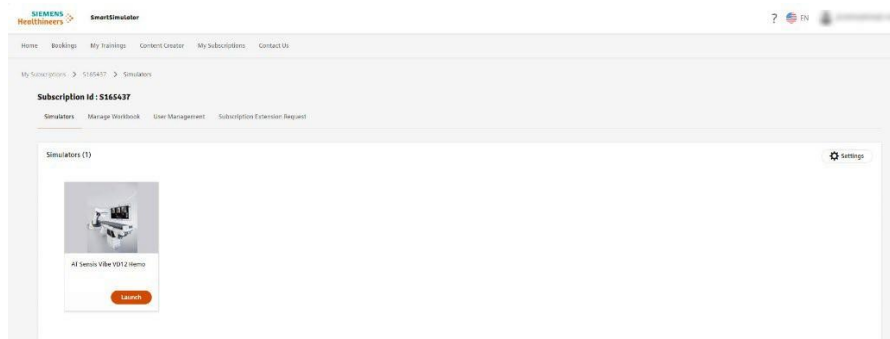 SIEMENS
Healthineers
SmartSimulator
? EN
Home Bookings My Trainings Content Creator My Subscriptions Contact Us
My Subscriptions > S165437 > Simulators
Subscription Id : S165437
Simulators Manage Workbook User Management Subscription Extension Request
Simulators (1)
Settings
AT Sensis Vibe VD12 Hemo
Launch